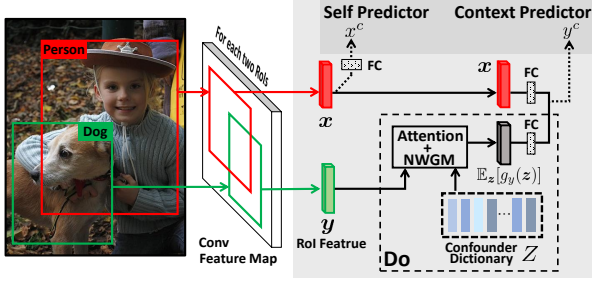 Self Predictor
Context Predictor
x^c
y^c
For each two RoIs
Person
FC
x
x
FC
Dog
Attention
+
NWGM
FC
𝔼_z[g_y(z)]
y
Conv
Feature Map
RoI Featrue
...
Confounder
Dictionary Z
Do